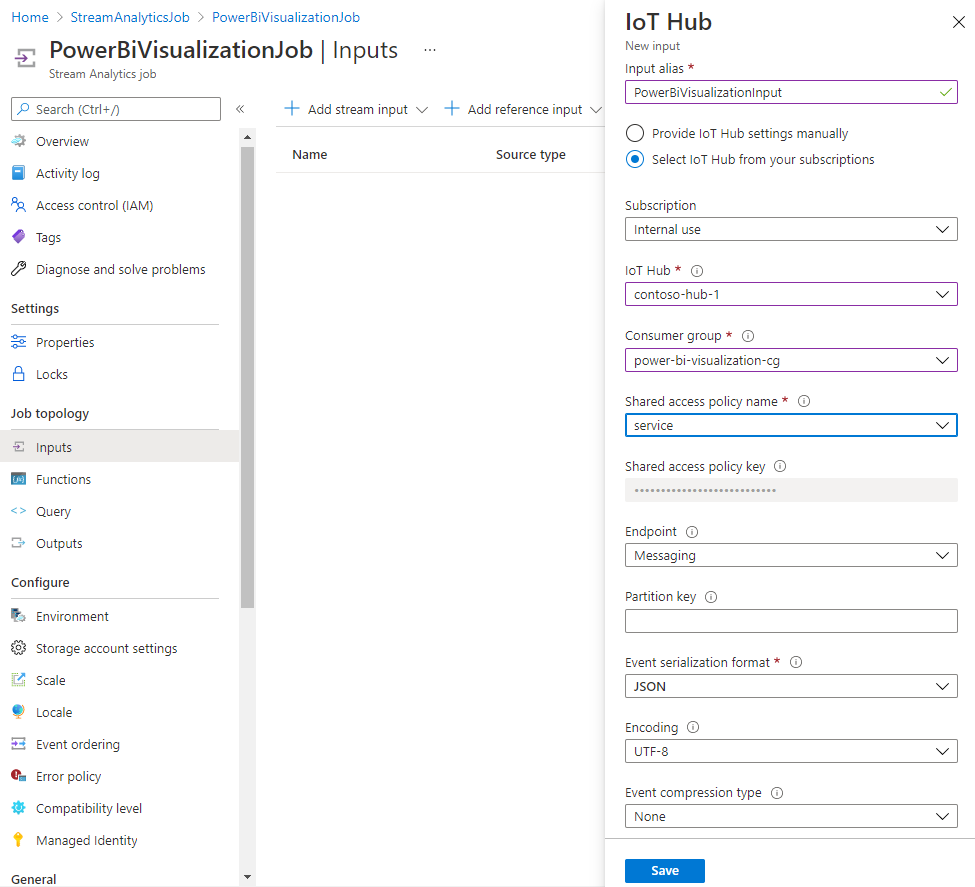 Home > StreamAnalyticsJob > PowerBiVisualizationJob
PowerBiVisualizationJob | Inputs ...
Stream Analytics job
Search (Ctrl+/)
Overview
Activity log
Access control (IAM)
Tags
Diagnose and solve problems
Settings
Properties
Locks
Job topology
Inputs
Functions
Query
Outputs
Configure
Environment
Storage account settings
Scale
Locale
Event ordering
Error policy
Compatibility level
Managed Identity
General
Add stream input
Add reference input
Name
Source type
IoT Hub
New input
Input alias *
PowerBiVisualizationInput
Provide IoT Hub settings manually
Select IoT Hub from your subscriptions
Subscription
Internal use
IoT Hub *
contoso-hub-1
Consumer group *
power-bi-visualization-cg
Shared access policy name *
service
Shared access policy key
•••••••••••••••••••••••••••
Endpoint
Messaging
Partition key
Event serialization format *
JSON
Encoding
UTF-8
Event compression type
None
Save